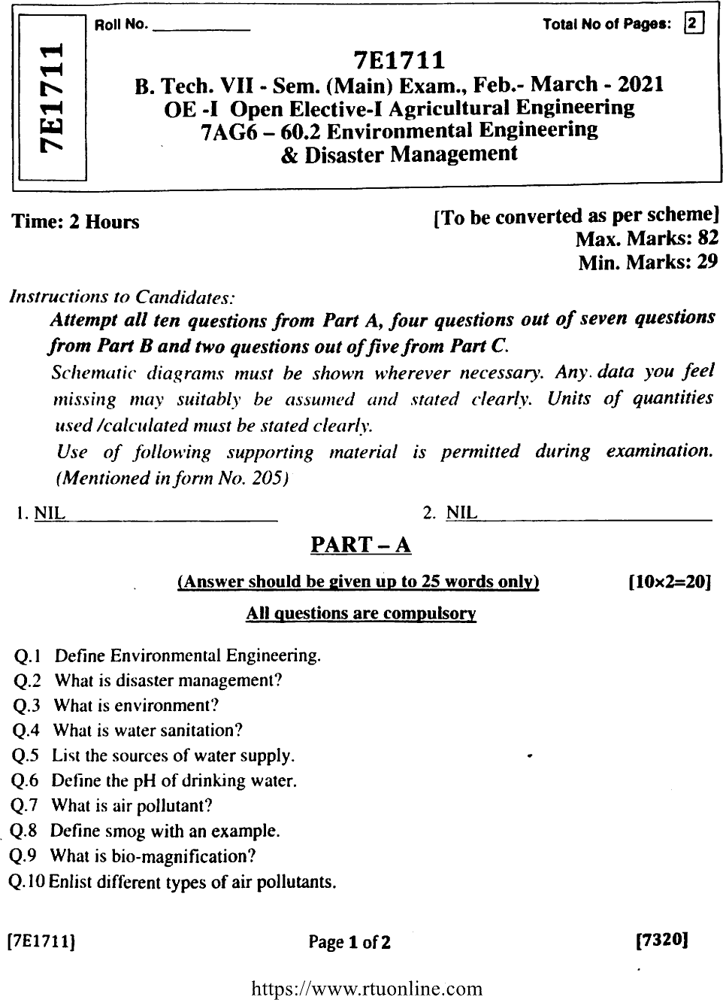 7E1711
Roll No. ___________
Total No of Pages: 2
7E1711
B. Tech. VII - Sem. (Main) Exam., Feb.- March - 2021
OE -I Open Elective-I Agricultural Engineering
7AG6 – 60.2 Environmental Engineering
& Disaster Management
Time: 2 Hours
[To be converted as per scheme]
Max. Marks: 82
Min. Marks: 29
Instructions to Candidates:
Attempt all ten questions from Part A, four questions out of seven questions
from Part B and two questions out of five from Part C.
Schematic diagrams must be shown wherever necessary. Any data you feel
missing may suitably be assumed and stated clearly. Units of quantities
used /calculated must be stated clearly.
Use of following supporting material is permitted during examination.
(Mentioned in form No. 205)
1. NIL
2. NIL
PART – A
(Answer should be given up to 25 words only)
[10×2=20]
All questions are compulsory
Q.1 Define Environmental Engineering.
Q.2 What is disaster management?
Q.3 What is environment?
Q.4 What is water sanitation?
Q.5 List the sources of water supply.
Q.6 Define the pH of drinking water.
Q.7 What is air pollutant?
Q.8 Define smog with an example.
Q.9 What is bio-magnification?
Q.10 Enlist different types of air pollutants.
[7E1711]
Page 1 of 2
[7320]
https://www.rtuonline.com